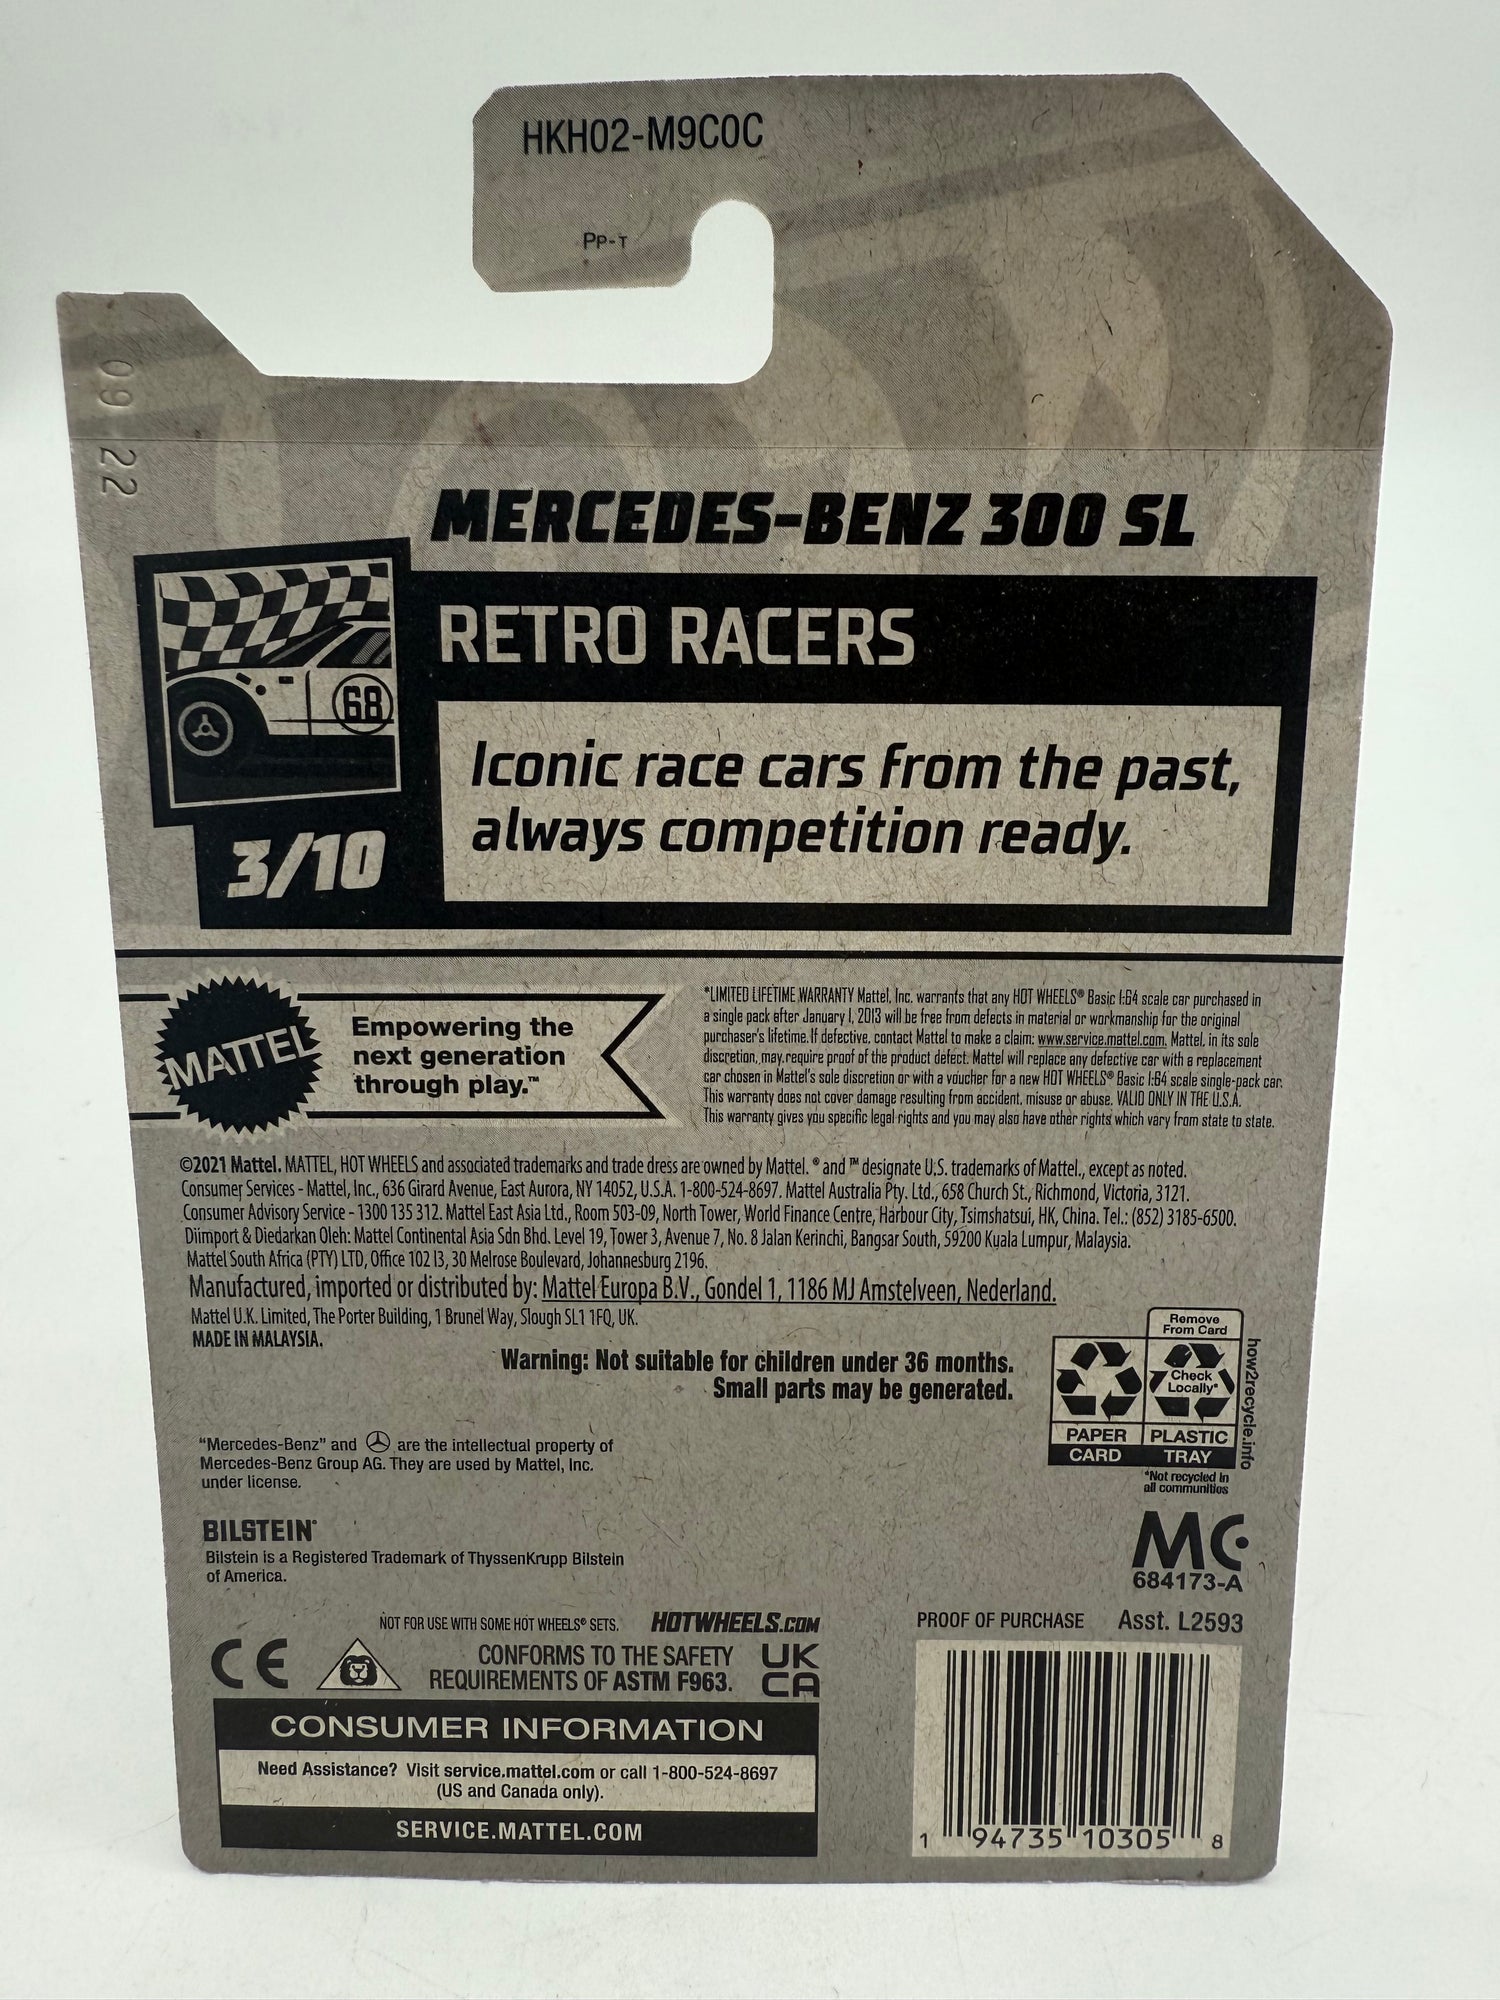 HKH02-M9C0C
PP-T
09 22
MERCEDES-BENZ 300 SL
RETRO RACERS
68
Iconic race cars from the past,
always competition ready.
3/10
MATTEL
Empowering the
next generation
through play.™
*LIMITED LIFETIME WARRANTY Mattel, Inc. warrants that any HOT WHEELS® Basic 1:64 scale car purchased in
a single pack after January 1, 2013 will be free from defects in material or workmanship for the original
purchaser's lifetime. If defective, contact Mattel to make a claim: www.service.mattel.com. Mattel, in its sole
discretion, may require proof of the product defect. Mattel will replace any defective car with a replacement
car chosen in Mattel's sole discretion or with a voucher for a new HOT WHEELS® Basic 1:64 scale single-pack car.
This warranty does not cover damage resulting from accident, misuse or abuse. VALID ONLY IN THE U.S.A.
This warranty gives you specific legal rights and you may also have other rights which vary from state to state.
©2021 Mattel. MATTEL, HOT WHEELS and associated trademarks and trade dress are owned by Mattel. ® and ™ designate U.S. trademarks of Mattel., except as noted.
Consumer Services - Mattel, Inc., 636 Girard Avenue, East Aurora, NY 14052, U.S.A. 1-800-524-8697. Mattel Australia Pty. Ltd., 658 Church St., Richmond, Victoria, 3121.
Consumer Advisory Service - 1300 135 312. Mattel East Asia Ltd., Room 503-09, North Tower, World Finance Centre, Harbour City, Tsimshatsui, HK, China. Tel.: (852) 3185-6500.
Diimport & Diedarkan Oleh: Mattel Continental Asia Sdn Bhd. Level 19, Tower 3, Avenue 7, No. 8 Jalan Kerinchi, Bangsar South, 59200 Kuala Lumpur, Malaysia.
Mattel South Africa (PTY) LTD, Office 102 I3, 30 Melrose Boulevard, Johannesburg 2196.
Manufactured, imported or distributed by: Mattel Europa B.V., Gondel 1, 1186 MJ Amstelveen, Nederland.
Mattel U.K. Limited, The Porter Building, 1 Brunel Way, Slough SL1 1FQ, UK.
MADE IN MALAYSIA.
Warning: Not suitable for children under 36 months.
Small parts may be generated.
Remove
From Card
Check
Locally*
PAPER
CARD
PLASTIC
TRAY
how2recycle.info
*Not recycled in
all communities
"Mercedes-Benz" and are the intellectual property of
Mercedes-Benz Group AG. They are used by Mattel, Inc.
under license.
BILSTEIN®
Bilstein is a Registered Trademark of ThyssenKrupp Bilstein
of America.
MC
684173-A
NOT FOR USE WITH SOME HOT WHEELS® SETS.
HOTWHEELS.COM
PROOF OF PURCHASE Asst. L2593
CE
CONFORMS TO THE SAFETY
REQUIREMENTS OF ASTM F963.
UK
CA
CONSUMER INFORMATION
Need Assistance? Visit service.mattel.com or call 1-800-524-8697
(US and Canada only).
SERVICE.MATTEL.COM
1 94735 10305 8